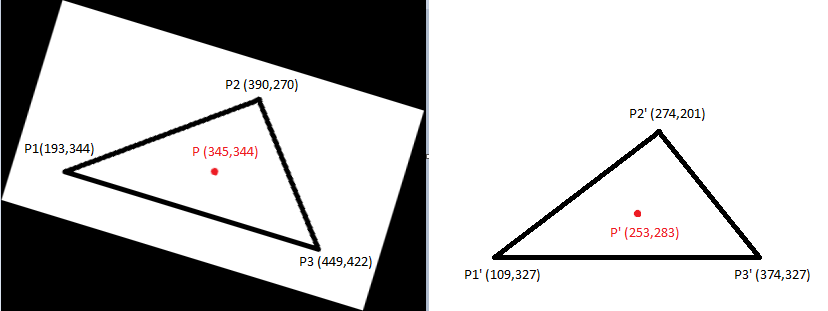 P2 (390,270)
P1(193,344)
P (345,344)
P3 (449,422)
P2' (274,201)
P' (253,283)
P1' (109,327)
P3' (374,327)